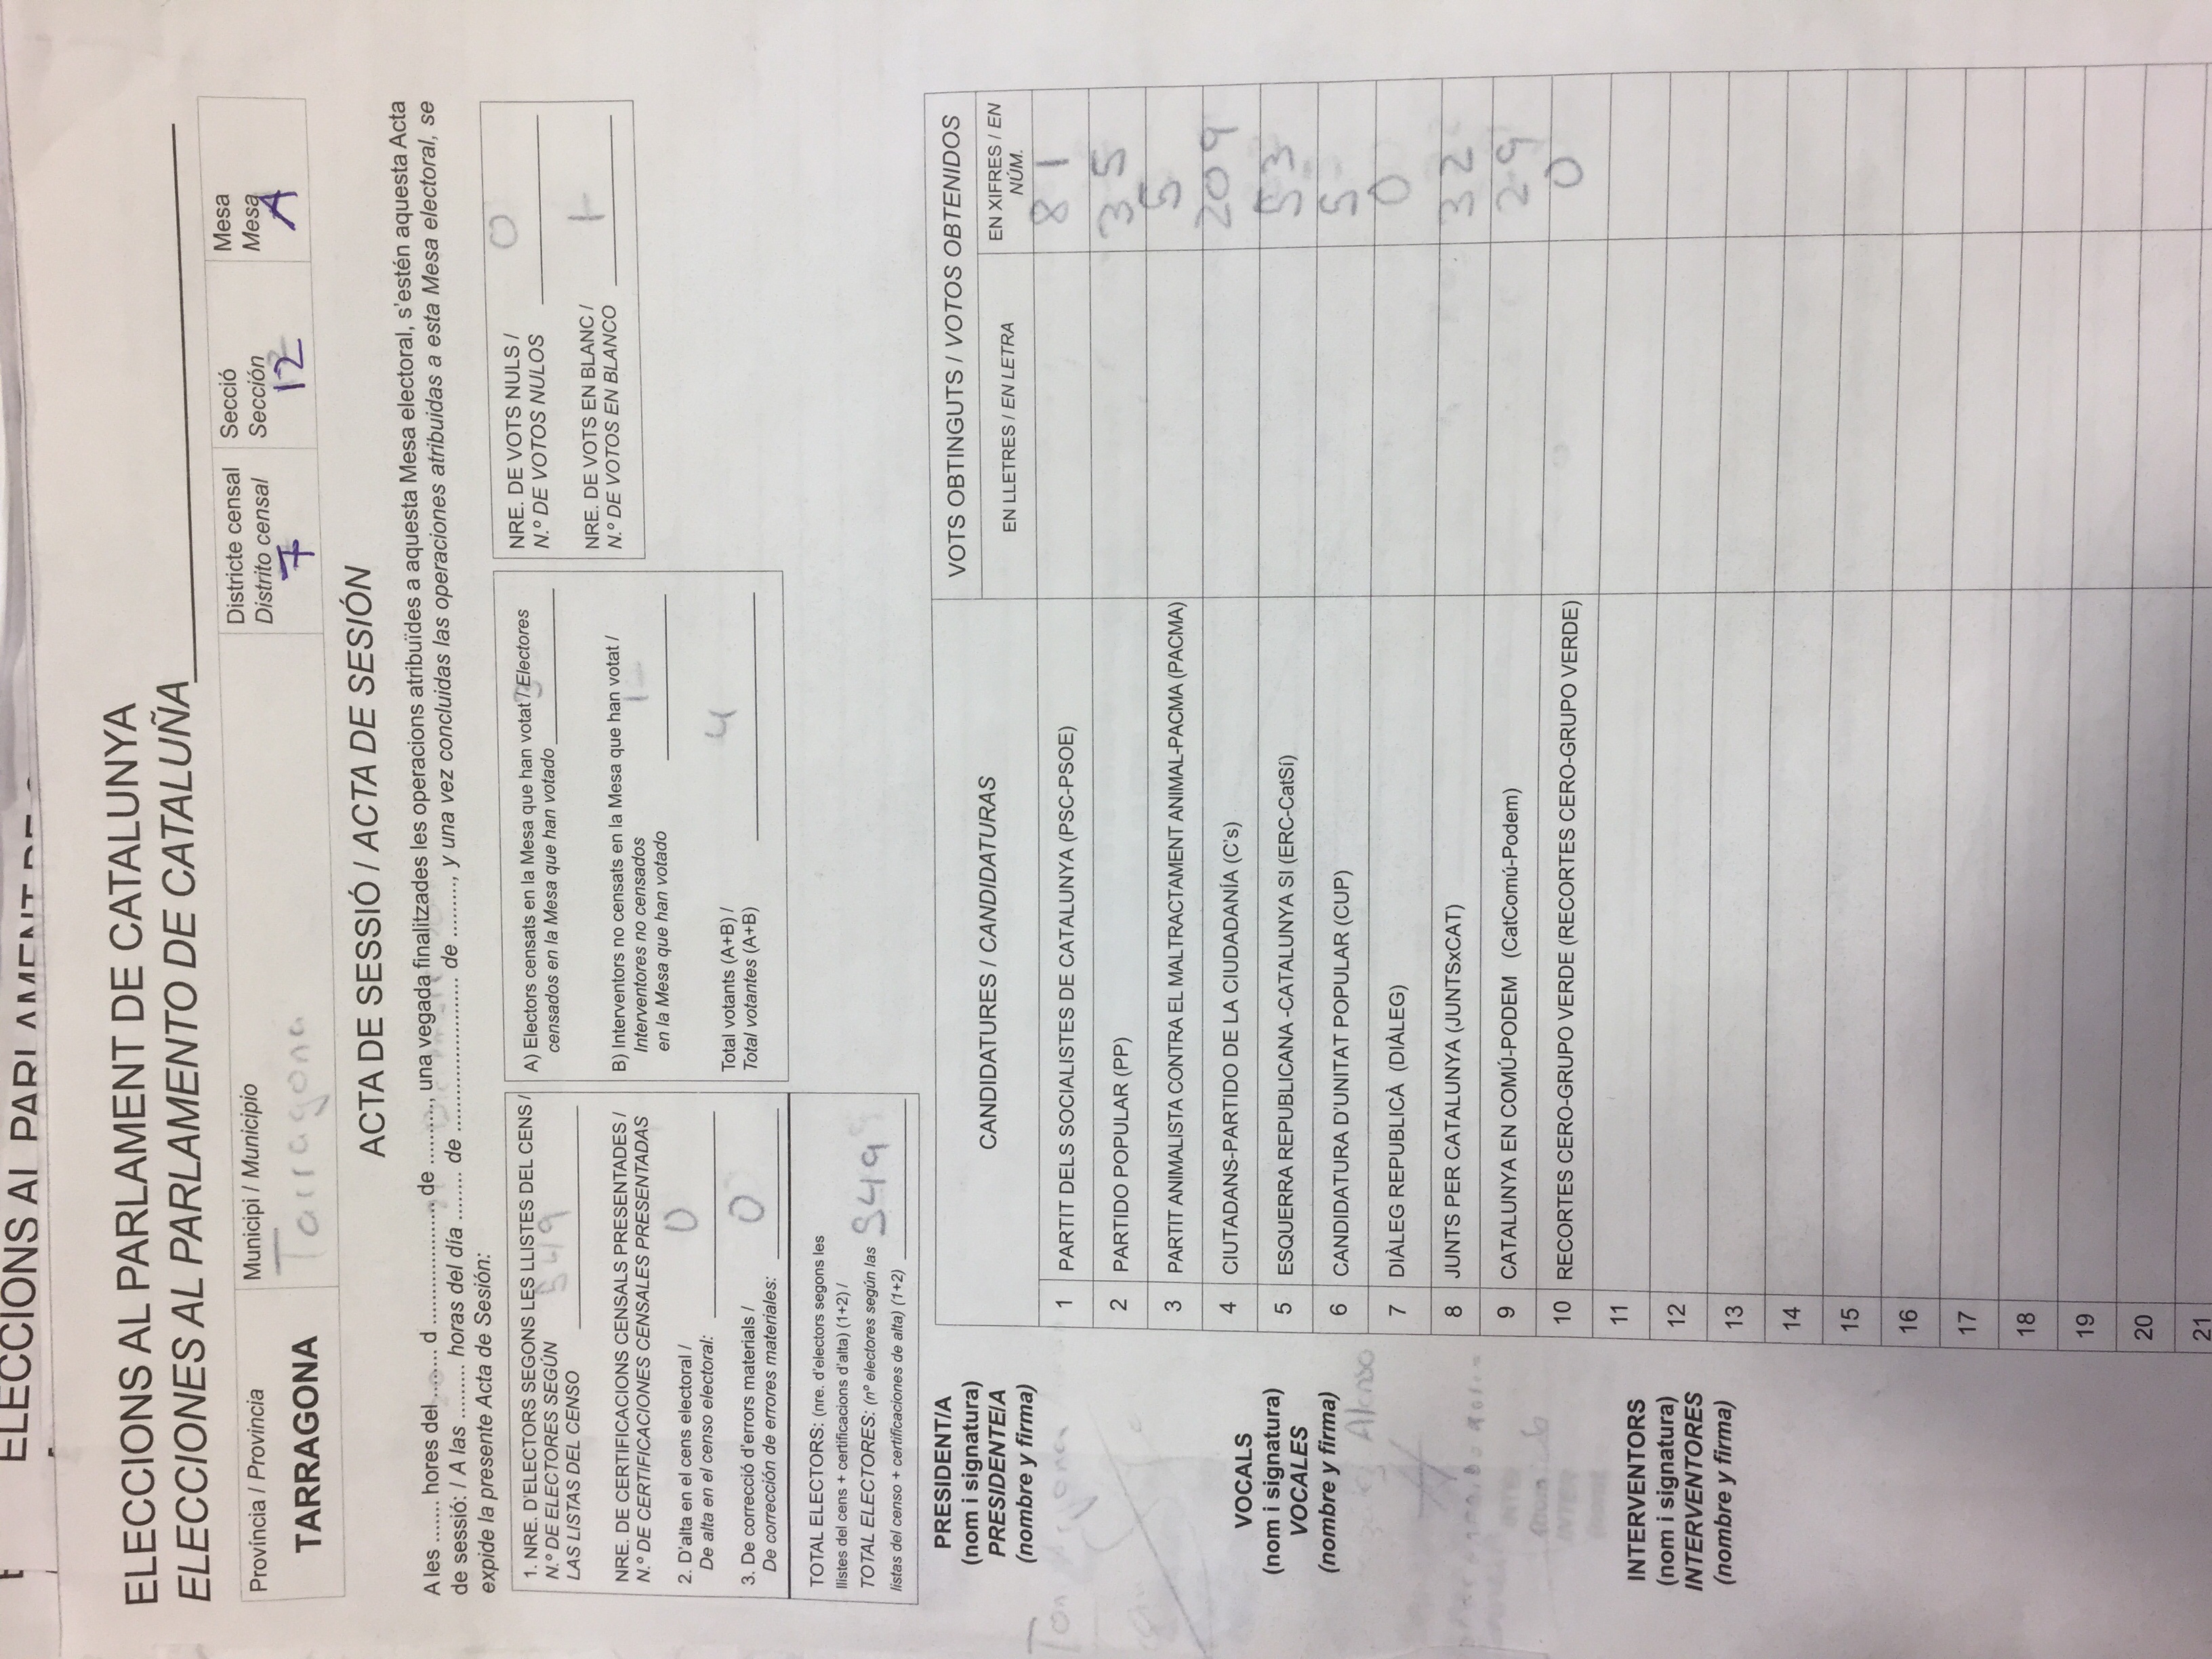 ELECCIONS AL PARLAMENT DE
ELECCIONS AL PARLAMENT DE CATALUNYA
ELECCIONES AL PARLAMENTO DE CATALUÑA
Província / Provincia
TARRAGONA
Municipi / Municipio
Tarragona
Districte censal
Distrito censal
7
Secció
Sección
12
Mesa
Mesa
A
ACTA DE SESSIÓ / ACTA DE SESIÓN
A les ....... hores del ........ d .................... de .........., una vegada finalitzades les operacions atribuïdes a aquesta Mesa electoral, s'estén aquesta Acta
de sessió: / A las ......... horas del día ........ de .......................... de ........., y una vez concluidas las operaciones atribuidas a esta Mesa electoral, se
expide la presente Acta de Sesión:
1. NRE. D'ELECTORS SEGONS LES LLISTES DEL CENS /
N.º DE ELECTORES SEGÚN
LAS LISTAS DEL CENSO 549
NRE. DE CERTIFICACIONS CENSALS PRESENTADES /
N.º DE CERTIFICACIONES CENSALES PRESENTADAS
2. D'alta en el cens electoral /
De alta en el censo electoral: 0
3. De correcció d'errors materials /
De corrección de errores materiales: 0
TOTAL ELECTORS: (nre. d'electors segons les
llistes del cens + certificacions d'alta) (1+2) /
TOTAL ELECTORES: (nº electores según las
listas del censo + certificaciones de alta) (1+2) 549
A) Electors censats en la Mesa que han votat / Electores
censados en la Mesa que han votado 3
B) Interventors no censats en la Mesa que han votat /
Interventores no censados
en la Mesa que han votado 1
Total votants (A+B) /
Total votantes (A+B) 4
NRE. DE VOTS NULS /
N.º DE VOTOS NULOS 0
NRE. DE VOTS EN BLANC /
N.º DE VOTOS EN BLANCO 1
PRESIDENT/A
(nom i signatura)
PRESIDENTE/A
(nombre y firma)
VOCALS
(nom i signatura)
VOCALES
(nombre y firma)
Alonso
INTERVENTORS
(nom i signatura)
INTERVENTORES
(nombre y firma)
CANDIDATURES / CANDIDATURAS
VOTS OBTINGUTS / VOTOS OBTENIDOS
EN LLETRES / EN LETRA
EN XIFRES / EN
NÚM.
1 PARTIT DELS SOCIALISTES DE CATALUNYA (PSC-PSOE) 81
2 PARTIDO POPULAR (PP) 35
3 PARTIT ANIMALISTA CONTRA EL MALTRACTAMENT ANIMAL-PACMA (PACMA) 5
4 CIUTADANS-PARTIDO DE LA CIUDADANÍA (C's) 209
5 ESQUERRA REPUBLICANA -CATALUNYA SI (ERC-CatSí) 53
6 CANDIDATURA D'UNITAT POPULAR (CUP) 5
7 DIÀLEG REPUBLICÀ (DIÀLEG) 0
8 JUNTS PER CATALUNYA (JUNTSxCAT) 32
9 CATALUNYA EN COMÚ-PODEM (CatComú-Podem) 29
10 RECORTES CERO-GRUPO VERDE (RECORTES CERO-GRUPO VERDE) 0
11
12
13
14
15
16
17
18
19
20
21